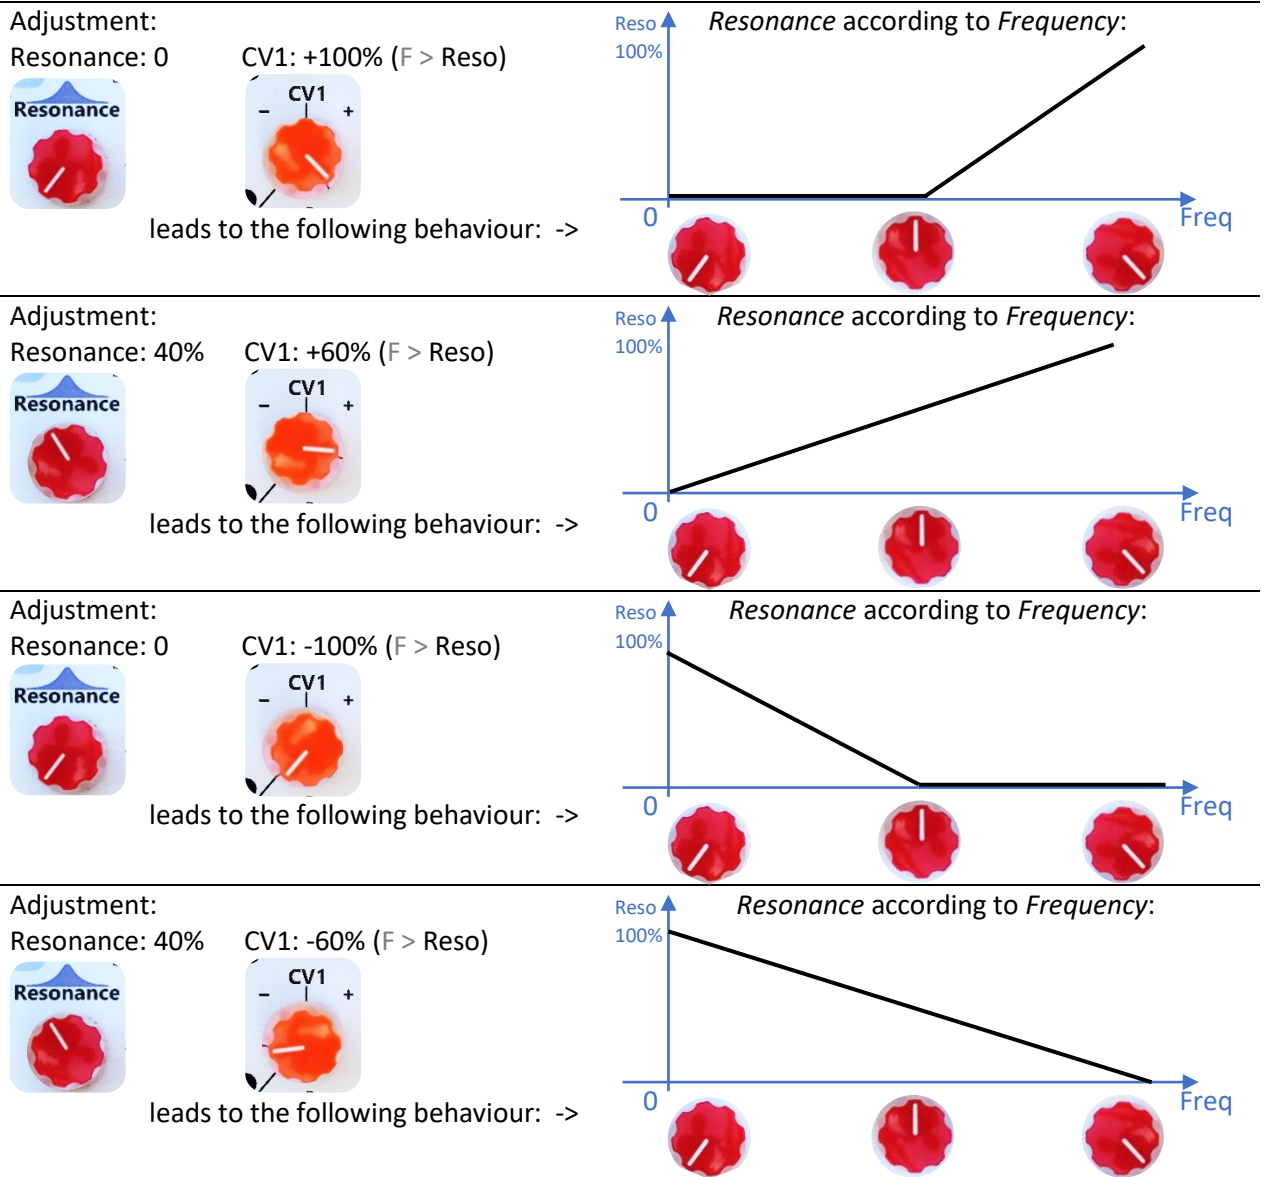 Adjustment:
Resonance: 0 CV1: +100% (F > Reso)
Resonance
CV1
- +
leads to the following behaviour: ->
Reso
Resonance according to Frequency:
100%
0
Freq
Adjustment:
Resonance: 40% CV1: +60% (F > Reso)
Resonance
CV1
- +
leads to the following behaviour: ->
Reso
Resonance according to Frequency:
100%
0
Freq
Adjustment:
Resonance: 0 CV1: -100% (F > Reso)
Resonance
CV1
- +
leads to the following behaviour: ->
Reso
Resonance according to Frequency:
100%
0
Freq
Adjustment:
Resonance: 40% CV1: -60% (F > Reso)
Resonance
CV1
- +
leads to the following behaviour: ->
Reso
Resonance according to Frequency:
100%
0
Freq